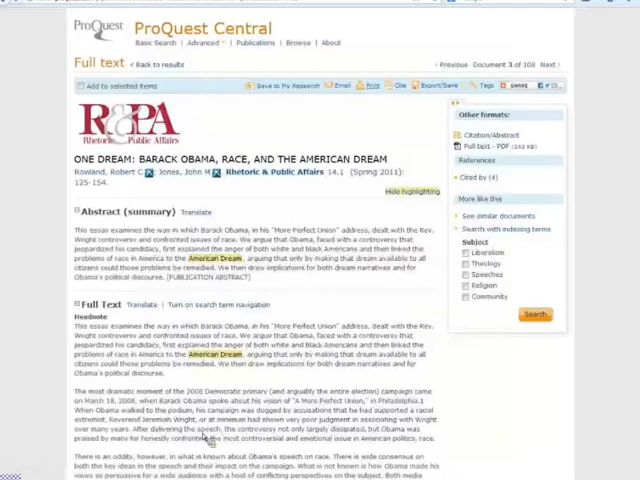 ProQuest
ProQuest Central
Basic Search | Advanced | Publications | Browse | About
Full text
Back to results
Previous Document 3 of 108 Next
Add to selected items
Save to My Research
Email
Print
Cite
Export/Save
Tags
SHARE
R&PA
Rhetoric Public Affairs
ONE DREAM: BARACK OBAMA, RACE, AND THE AMERICAN DREAM
Rowland, Robert C; Jones, John M. Rhetoric & Public Affairs 14.1 (Spring 2011):
125-154.
Hide highlighting
Abstract (summary) Translate
This essay examines the way in which Barack Obama, in his "More Perfect Union" address, dealt with the Rev.
Wright controversy and confronted issues of race. We argue that Obama, faced with a controversy that
jeopardized his candidacy, first explained the anger of both white and black Americans and then linked the
problems of race in America to the American Dream, arguing that only by making that dream available to all
citizens could those problems be remedied. We then draw implications for both dream narratives and for
Obama's political discourse. [PUBLICATION ABSTRACT]
Full Text Translate | Turn on search term navigation
Headnote
This essay examines the way in which Barack Obama, in his "More Perfect Union" address, dealt with the Rev.
Wright controversy and confronted issues of race. We argue that Obama, faced with a controversy that
jeopardized his candidacy, first explained the anger of both white and black Americans and then linked the
problems of race in America to the American Dream, arguing that only by making that dream available to all
citizens could those problems be remedied. We then draw implications for both dream narratives and for
Obama's political discourse.
The most dramatic moment of the 2008 Democratic primary (and arguably the entire election) campaign came
on March 18, 2008, when Barack Obama spoke about his vision of "A More Perfect Union," in Philadelphia.1
When Obama walked to the podium, his campaign was dogged by accusations that he had supported a racial
extremist, Reverend Jeremiah Wright, or at minimum had shown very poor judgment in associating with Wright
over many years. After delivering the speech, the controversy not only largely dissipated, but Obama was
praised by many for honestly confronting the most controversial and emotional issue in American politics, race.
There is an oddity, however, in what is known about Obama's speech on race. There is wide consensus on
both the key ideas in the speech and their impact on the campaign. What is not known is how Obama made his
views so persuasive for a wide audience with a host of conflicting perspectives on the subject. Both media
Other formats:
Citation/Abstract
Full text - PDF (242 KB)
References
Cited by (4)
More like this
See similar documents
Search with indexing terms
Subject
Liberalism
Theology
Speeches
Religion
Community
Search